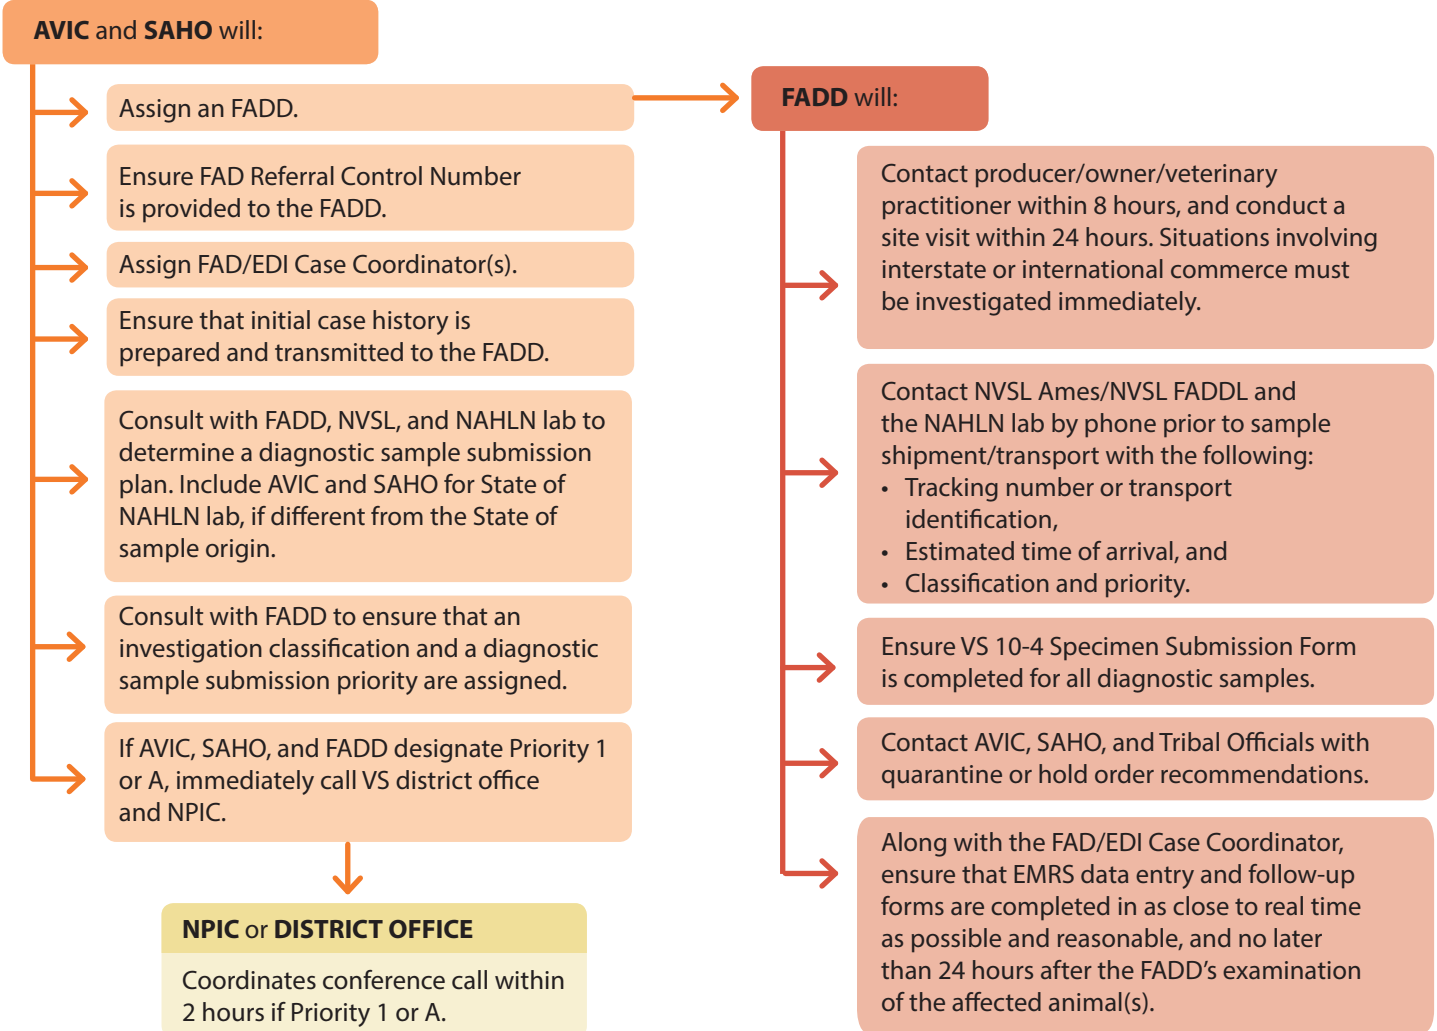 AVIC and SAHO will:
Assign an FADD.
Ensure FAD Referral Control Number
is provided to the FADD.
Assign FAD/EDI Case Coordinator(s).
Ensure that initial case history is
prepared and transmitted to the FADD.
Consult with FADD, NVSL, and NAHLN lab to
determine a diagnostic sample submission
plan. Include AVIC and SAHO for State of
NAHLN lab, if different from the State of
sample origin.
Consult with FADD to ensure that an
investigation classification and a diagnostic
sample submission priority are assigned.
If AVIC, SAHO, and FADD designate Priority 1
or A, immediately call VS district office
and NPIC.
NPIC or DISTRICT OFFICE
Coordinates conference call within
2 hours if Priority 1 or A.
FADD will:
Contact producer/owner/veterinary
practitioner within 8 hours, and conduct a
site visit within 24 hours. Situations involving
interstate or international commerce must
be investigated immediately.
Contact NVSL Ames/NVSL FADDL and
the NAHLN lab by phone prior to sample
shipment/transport with the following:
• Tracking number or transport
identification,
• Estimated time of arrival, and
• Classification and priority.
Ensure VS 10-4 Specimen Submission Form
is completed for all diagnostic samples.
Contact AVIC, SAHO, and Tribal Officials with
quarantine or hold order recommendations.
Along with the FAD/EDI Case Coordinator,
ensure that EMRS data entry and follow-up
forms are completed in as close to real time
as possible and reasonable, and no later
than 24 hours after the FADD's examination
of the affected animal(s).